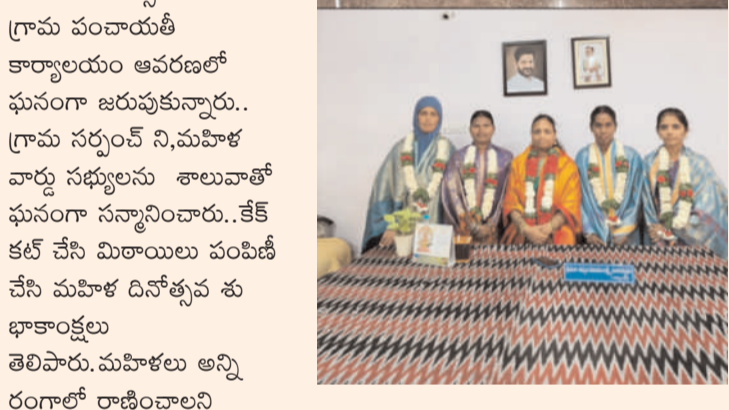 గ్రామ పంచాయతీ
కార్యాలయం ఆవరణలో
ఘనంగా జరుపుకున్నారు..
గ్రామ సర్పంచ్ ని,మహిళ
వార్డు సభ్యులను శాలువాతో
ఘనంగా సన్మానించారు..కేక్
కట్ చేసి మిఠాయిలు పంపిణీ
చేసి మహిళ దినోత్సవ శు
భాకాంక్షలు
తెలిపారు.మహిళలు అన్ని
రంగాల్లో రాణించాలని